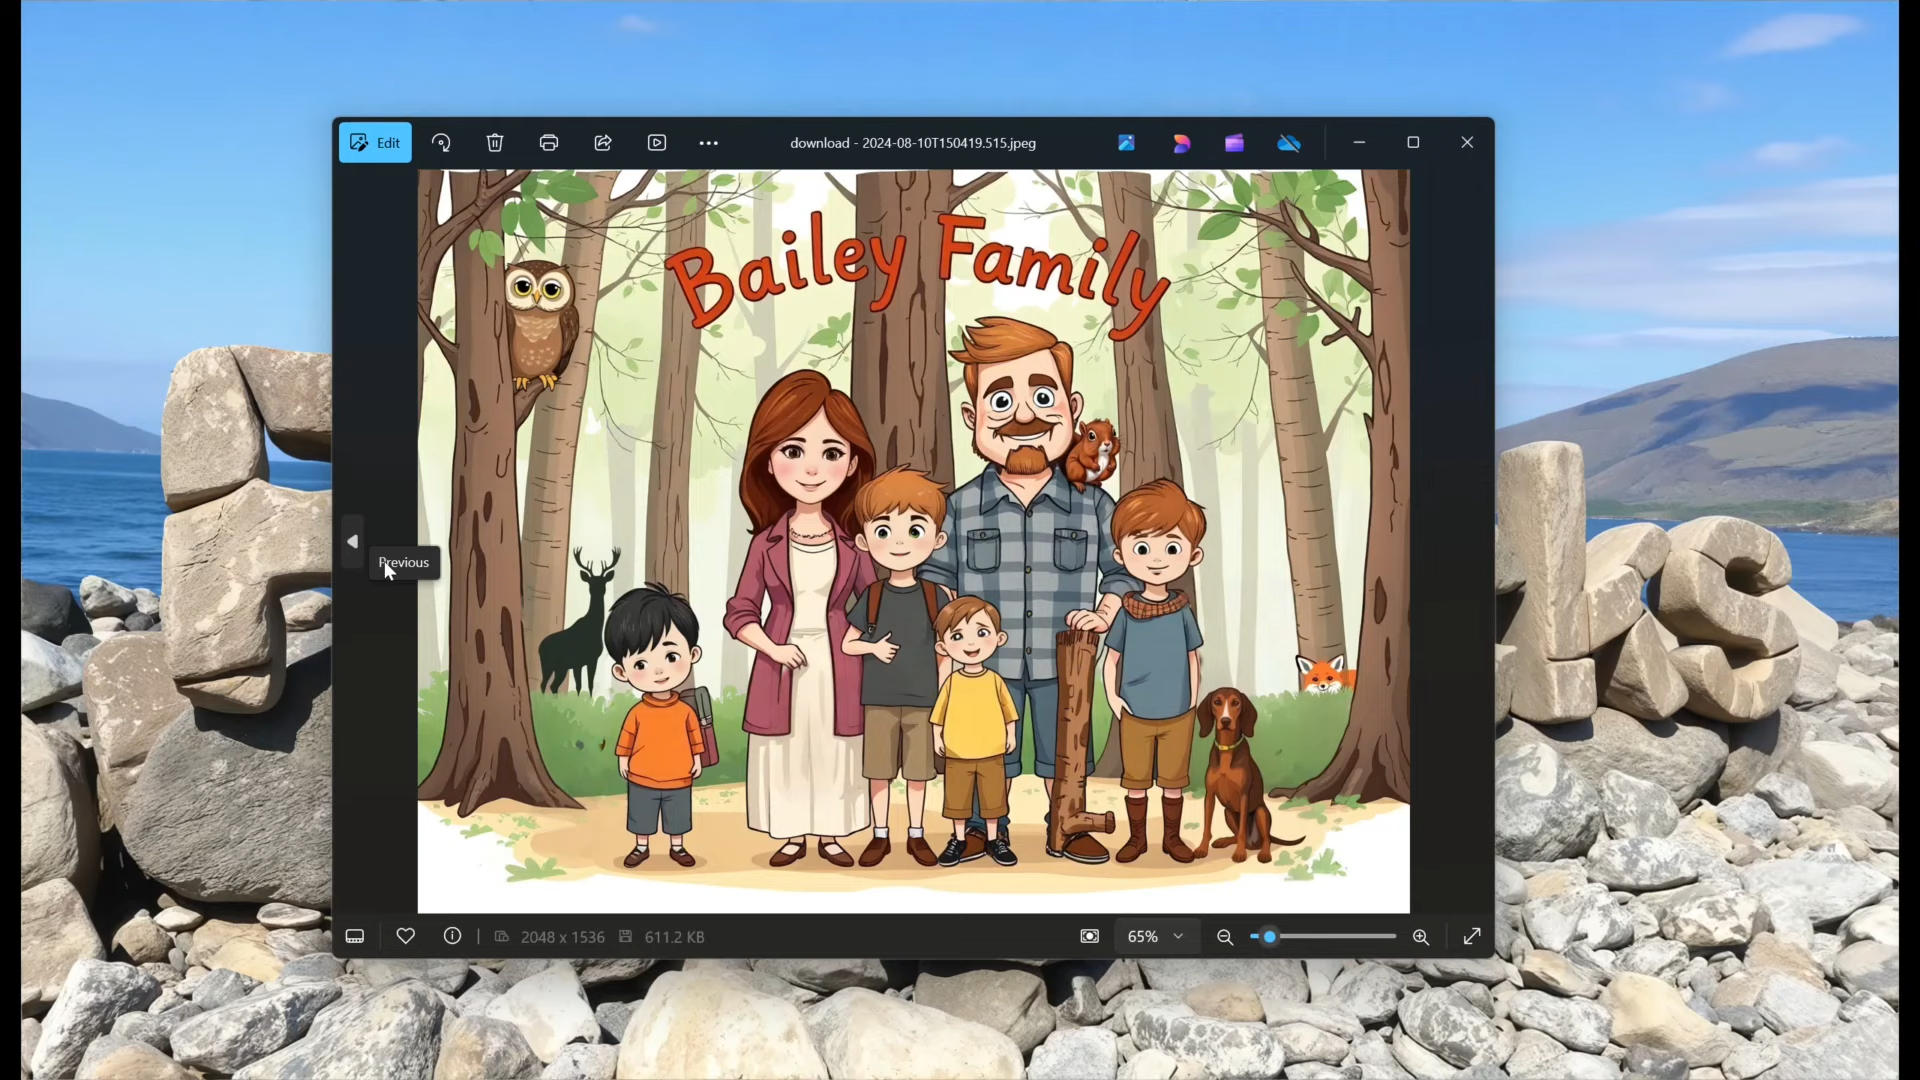 Edit
download - 2024-08-10T150419.515.jpeg
Bailey Family
Previous
2048 x 1536
611.2 KB
65%